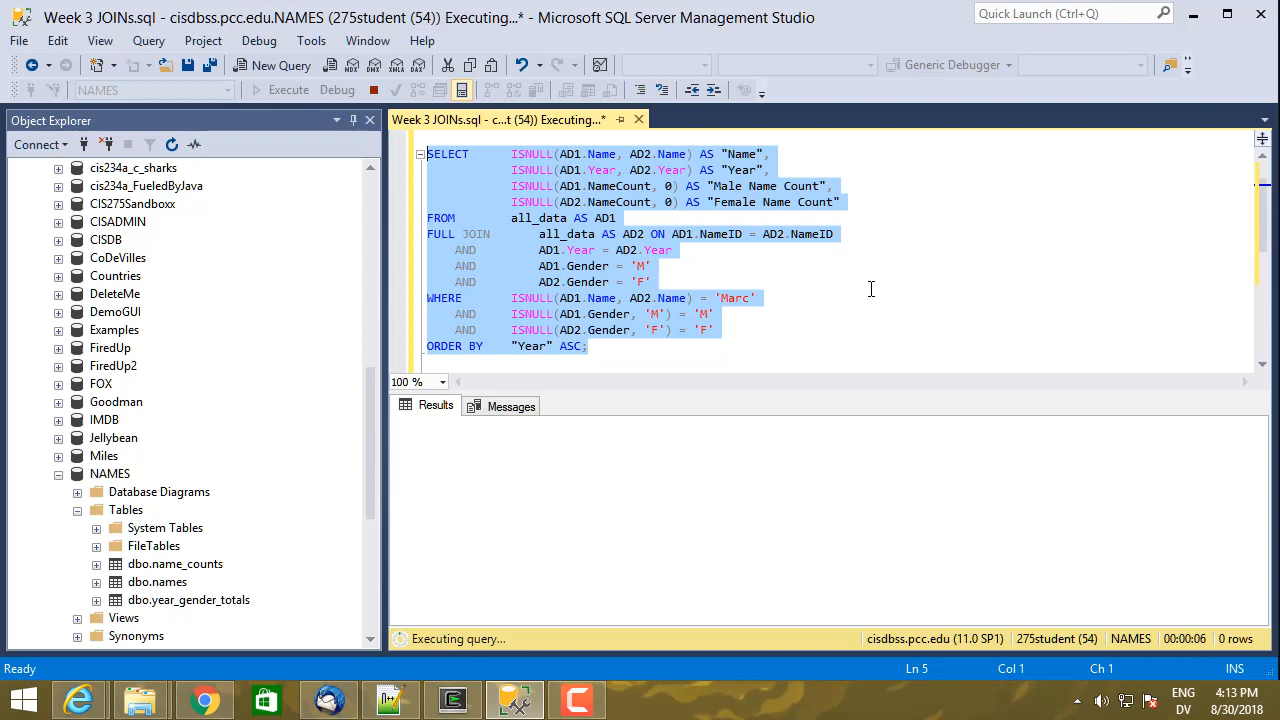 Week 3 JOINs.sql - cisdbss.pcc.edu.NAMES (275student (54)) Executing...* - Microsoft SQL Server Management Studio
Quick Launch (Ctrl+Q)
File Edit View Query Project Debug Tools Window Help
New Query
MDX DMX XMLA DAX
Generic Debugger
NAMES
Execute Debug
Object Explorer
Week 3 JOINs.sql - c...t (54)) Executing...*
Connect
cis234a_c_sharks
cis234a_FueledByJava
CIS275Sandboxx
CISADMIN
CISDB
CoDeVilles
Countries
DeleteMe
DemoGUI
Examples
FiredUp
FiredUp2
FOX
Goodman
IMDB
Jellybean
Miles
NAMES
Database Diagrams
Tables
System Tables
FileTables
dbo.name_counts
dbo.names
dbo.year_gender_totals
Views
Synonyms
SELECT ISNULL(AD1.Name, AD2.Name) AS "Name",
ISNULL(AD1.Year, AD2.Year) AS "Year",
ISNULL(AD1.NameCount, 0) AS "Male Name Count",
ISNULL(AD2.NameCount, 0) AS "Female Name Count"
FROM all_data AS AD1
FULL JOIN all_data AS AD2 ON AD1.NameID = AD2.NameID
AND AD1.Year = AD2.Year
AND AD1.Gender = 'M'
AND AD2.Gender = 'F'
WHERE ISNULL(AD1.Name, AD2.Name) = 'Marc'
AND ISNULL(AD1.Gender, 'M') = 'M'
AND ISNULL(AD2.Gender, 'F') = 'F'
ORDER BY "Year" ASC;
100 %
Results Messages
Executing query...
cisdbss.pcc.edu (11.0 SP1) 275student (54) NAMES 00:00:06 0 rows
Ready
Ln 5 Col 1 Ch 1 INS
ENG 4:13 PM
DV 8/30/2018